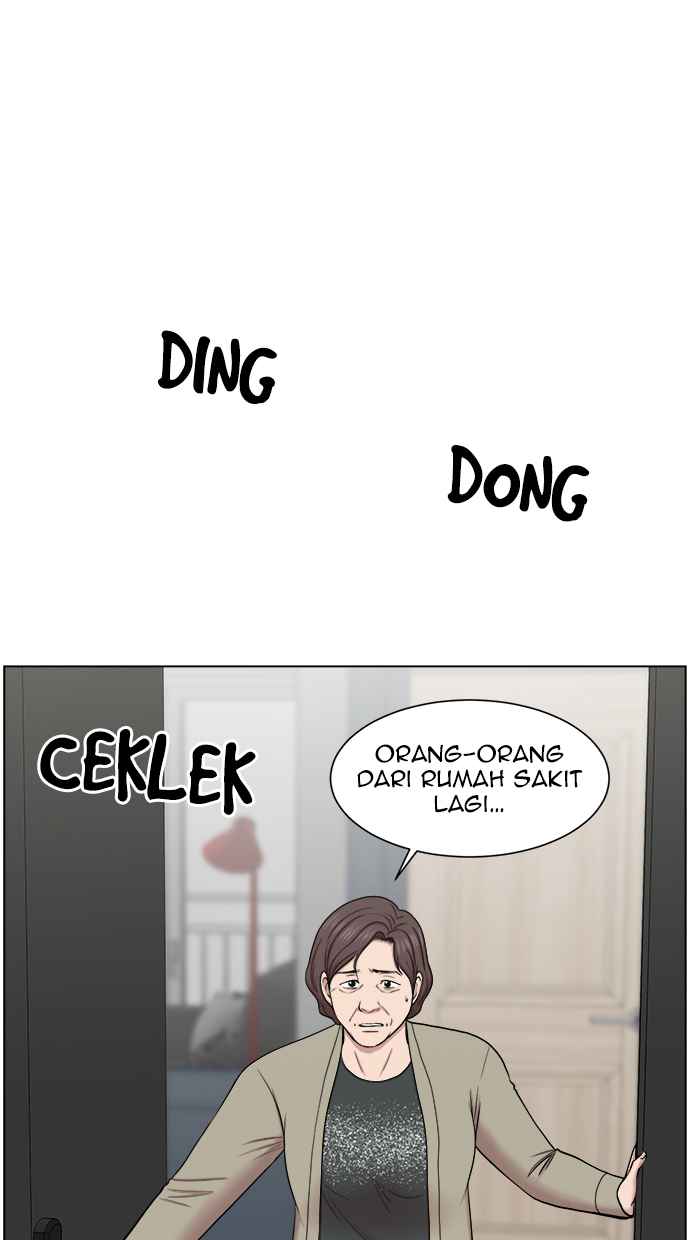 DING
DONG
CEKLEK
ORANG-ORANG
DARI RUMAH SAKIT
LAGI...